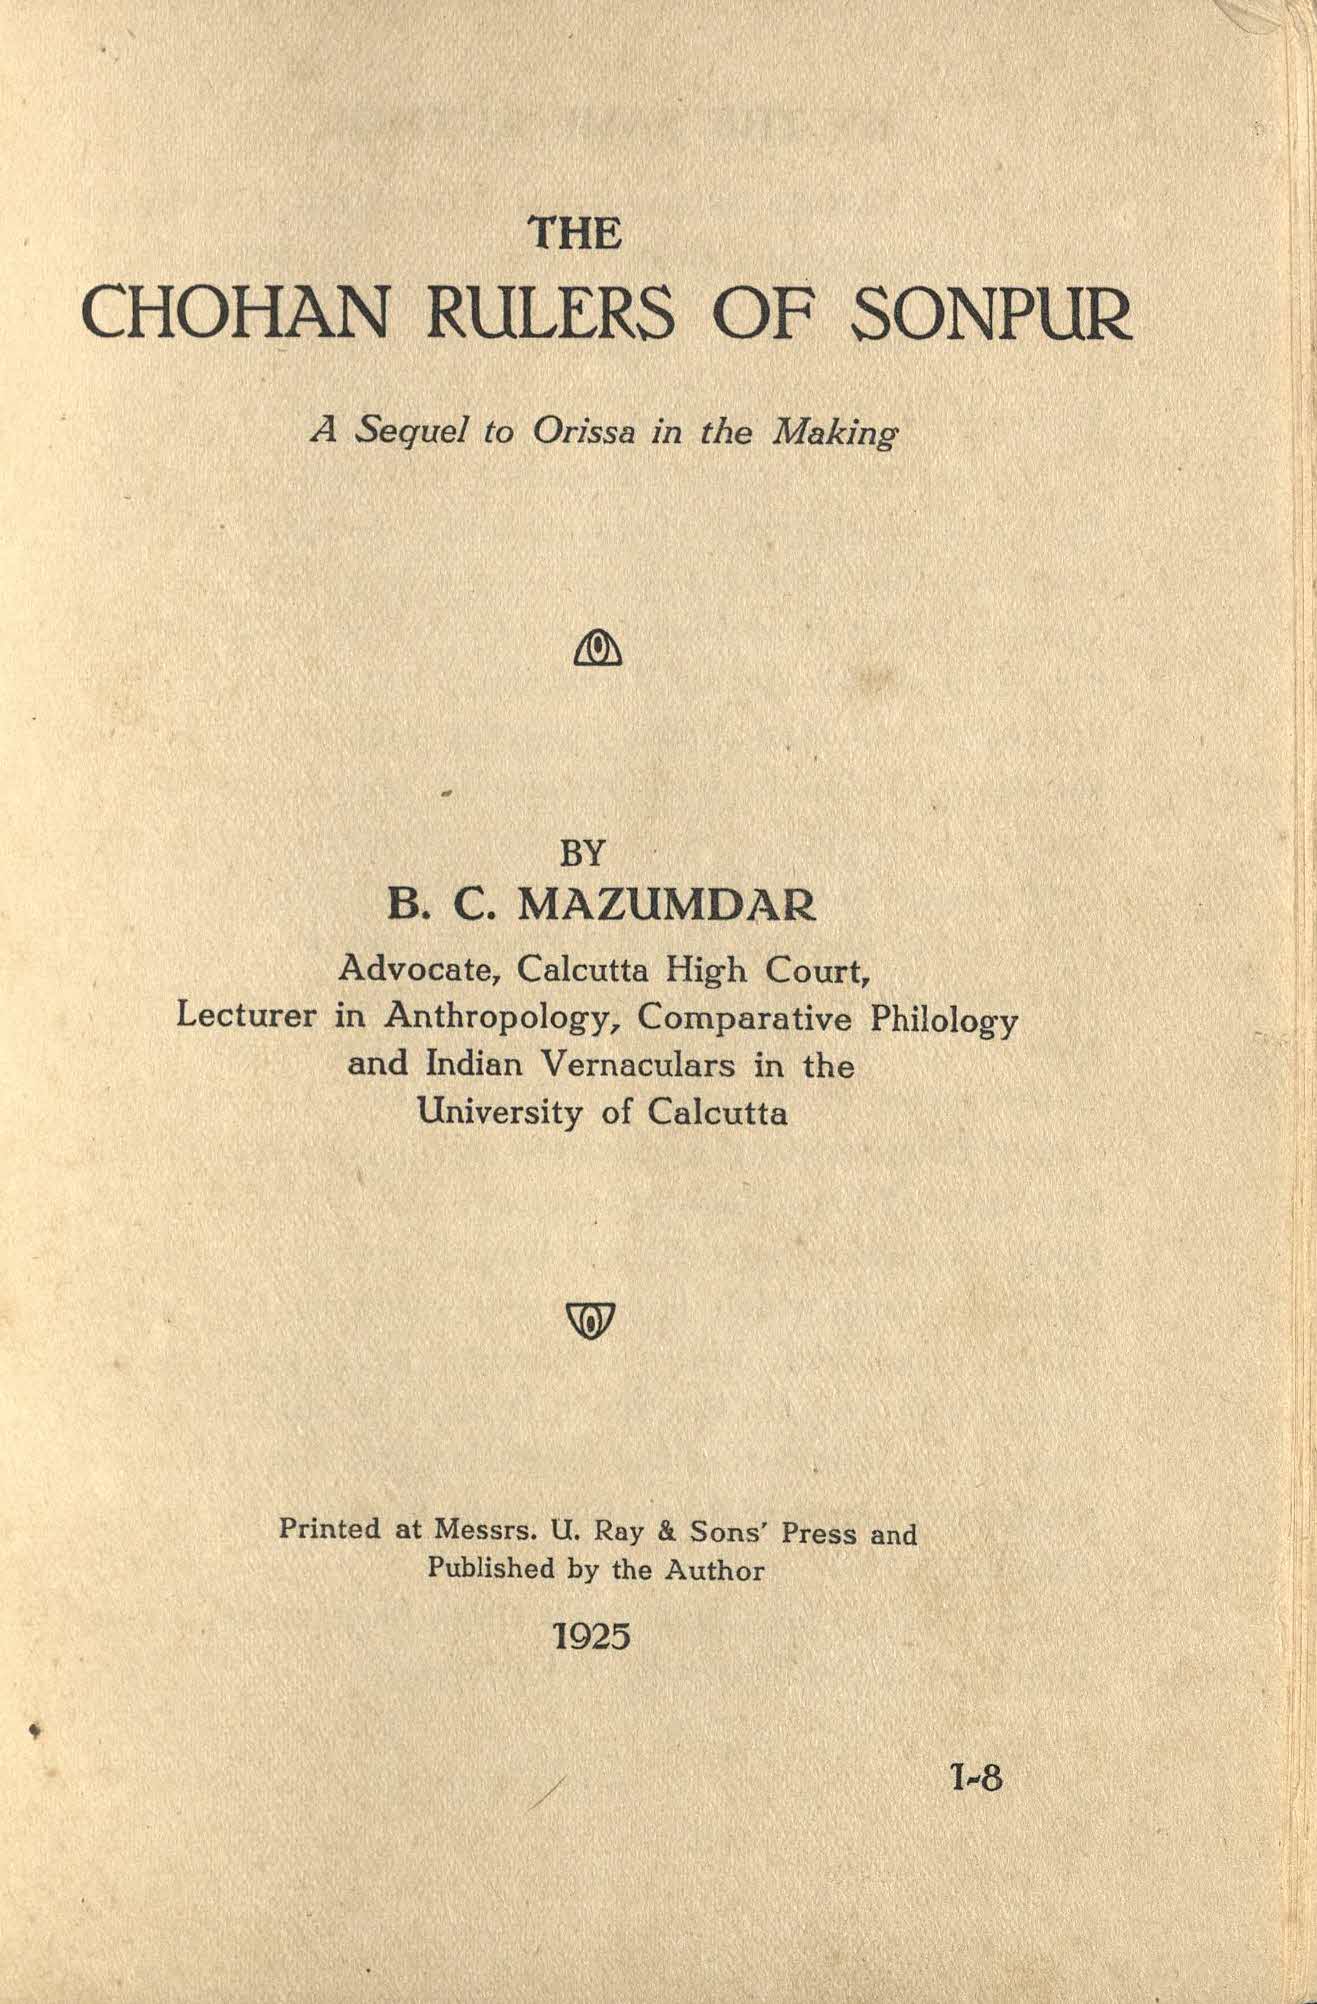 THE
CHOHAN RULERS OF SONPUR
A Sequel to Orissa in the Making
BY
B. C. MAZUMDAR
Advocate, Calcutta High Court,
Lecturer in Anthropology, Comparative Philology
and Indian Vernaculars in the
University of Calcutta
Printed at Messrs. U. Ray & Sons' Press and
Published by the Author
1925
1-8